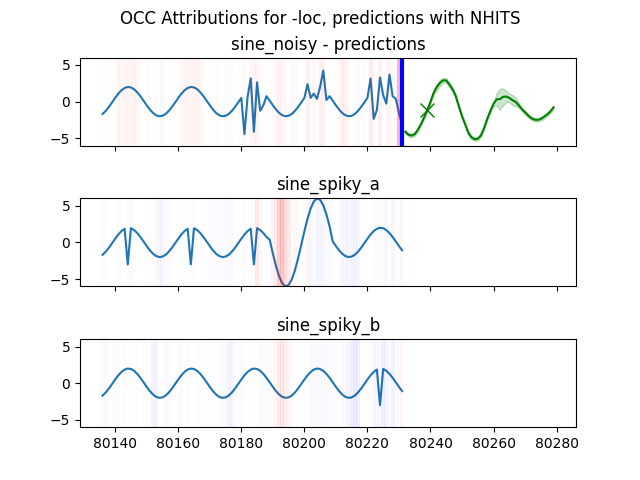 OCC Attributions for -loc, predictions with NHITS
sine_noisy - predictions
5
0
−5
sine_spiky_a
5
0
−5
sine_spiky_b
5
0
−5
80140 80160 80180 80200 80220 80240 80260 80280